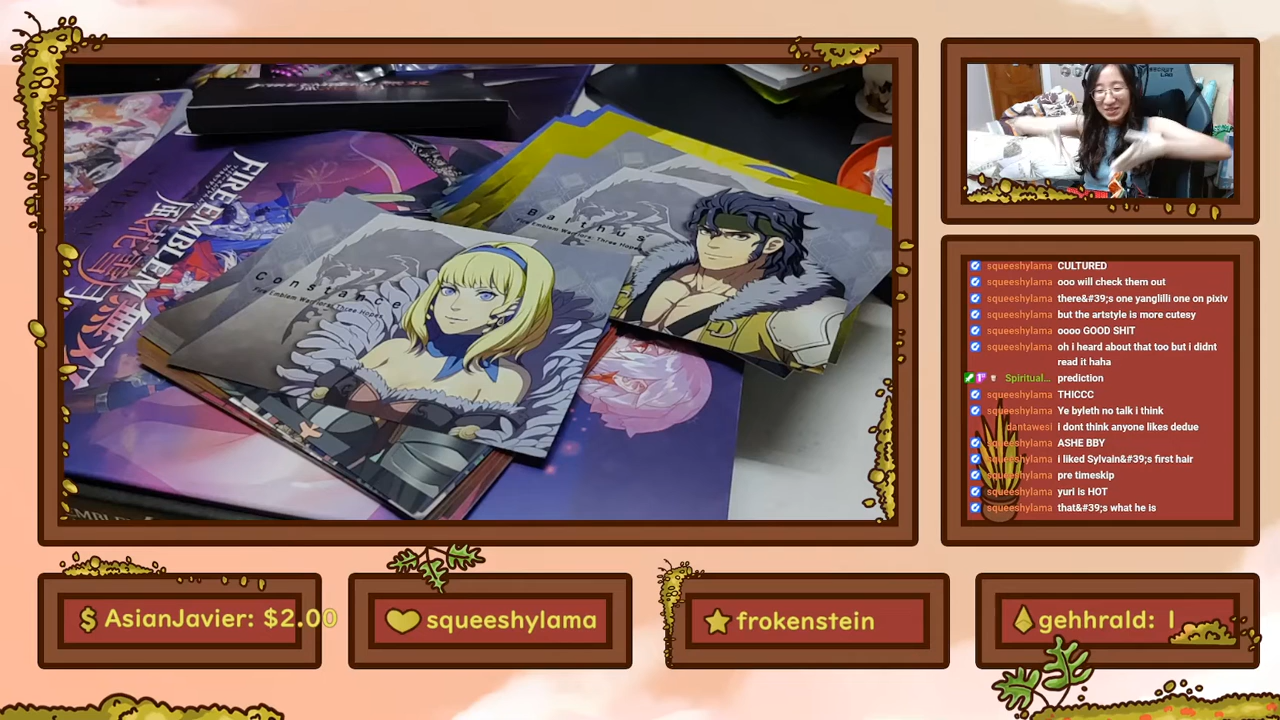 FIRE EMBLEM
無双
風花雪月
Balthus
Fire Emblem Warriors: Three Hopes
Constance
Fire Emblem Warriors: Three Hopes
squeeshylama CULTURED
squeeshylama ooo will check them out
squeeshylama there&#39;s one yanglilli one on pixiv
squeeshylama but the artstyle is more cutesy
squeeshylama oooo GOOD SHIT
squeeshylama oh i heard about that too but i didnt
read it haha
Spiritual... prediction
squeeshylama THICCC
squeeshylama Ye byleth no talk i think
dantawesi i dont think anyone likes dedue
squeeshylama ASHE BBY
squeeshylama i liked Sylvain&#39;s first hair
squeeshylama pre timeskip
squeeshylama yuri is HOT
squeeshylama that&#39;s what he is
$ AsianJavier: $2.00
squeeshylama
frokenstein
gehhrald: 1